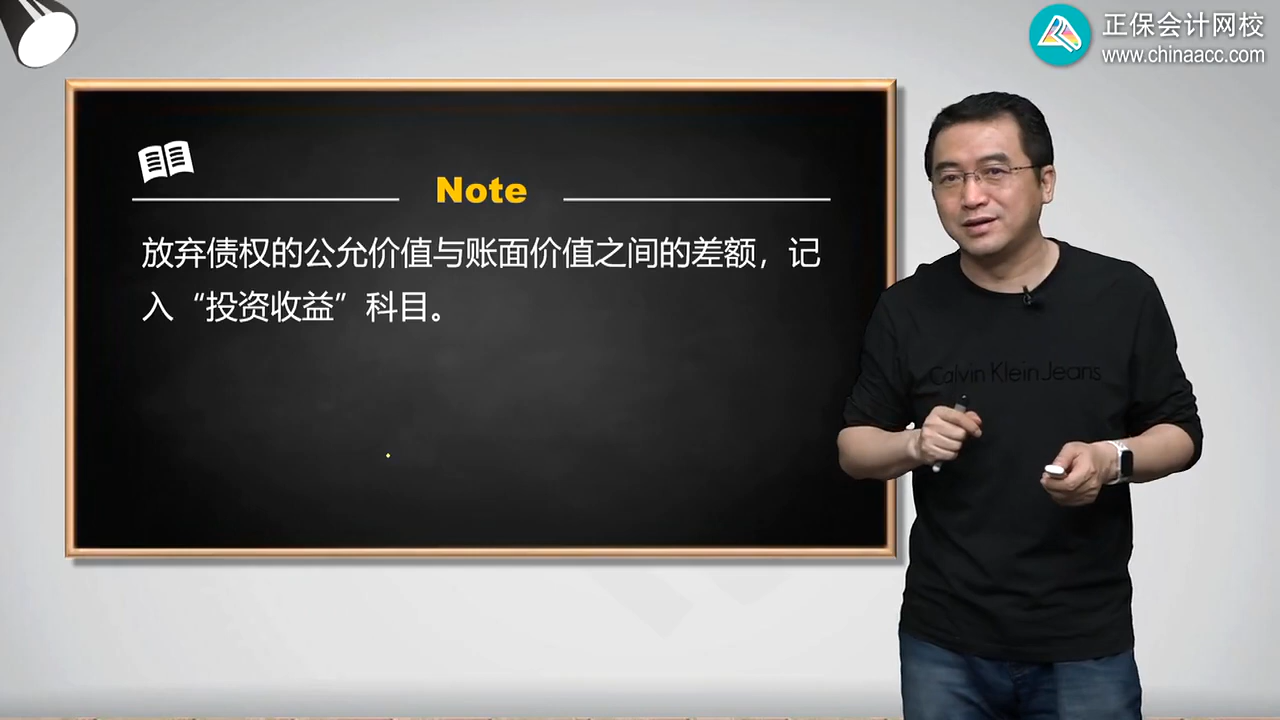 正保会计网校
www.chinaacc.com
Note
放弃债权的公允价值与账面价值之间的差额，记
入“投资收益”科目。
Calvin Klein Jeans